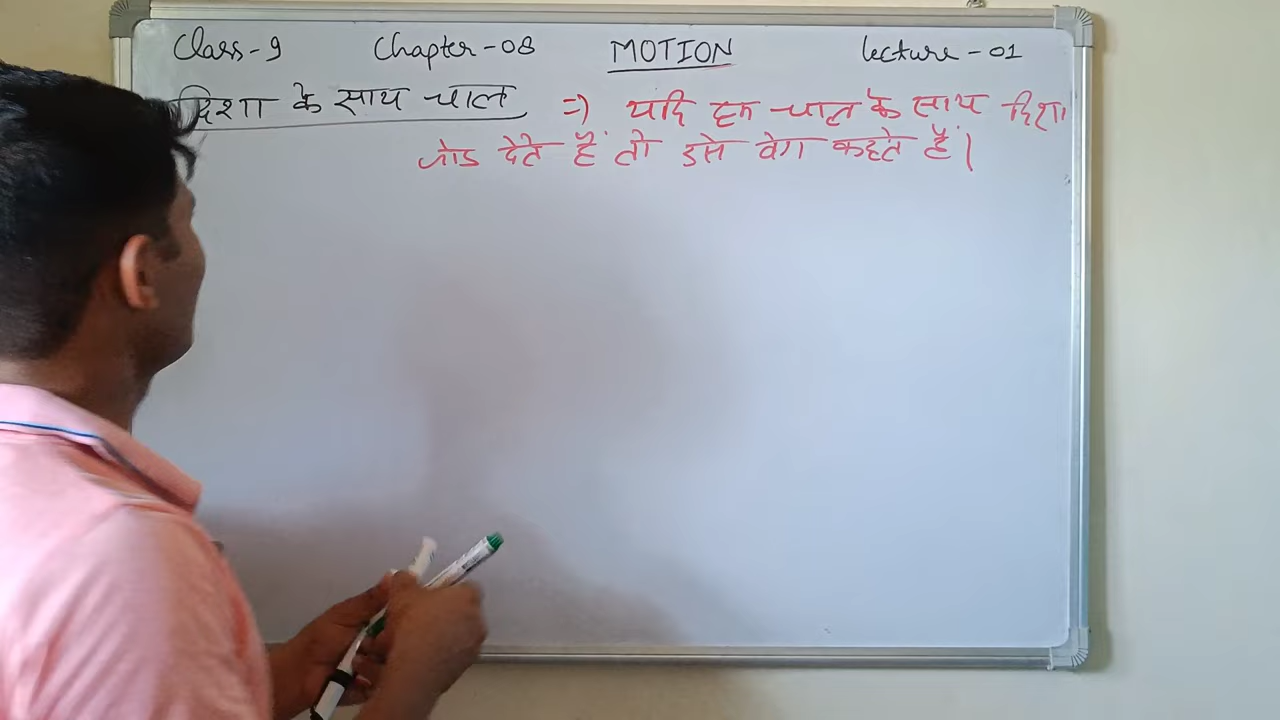 Class-9 Chapter-08 MOTION Lecture-01
दिशा के साथ चाल => यदि हम चाल के साथ दिशा
जोड देते हैं तो इसे वेग कहते हैं।